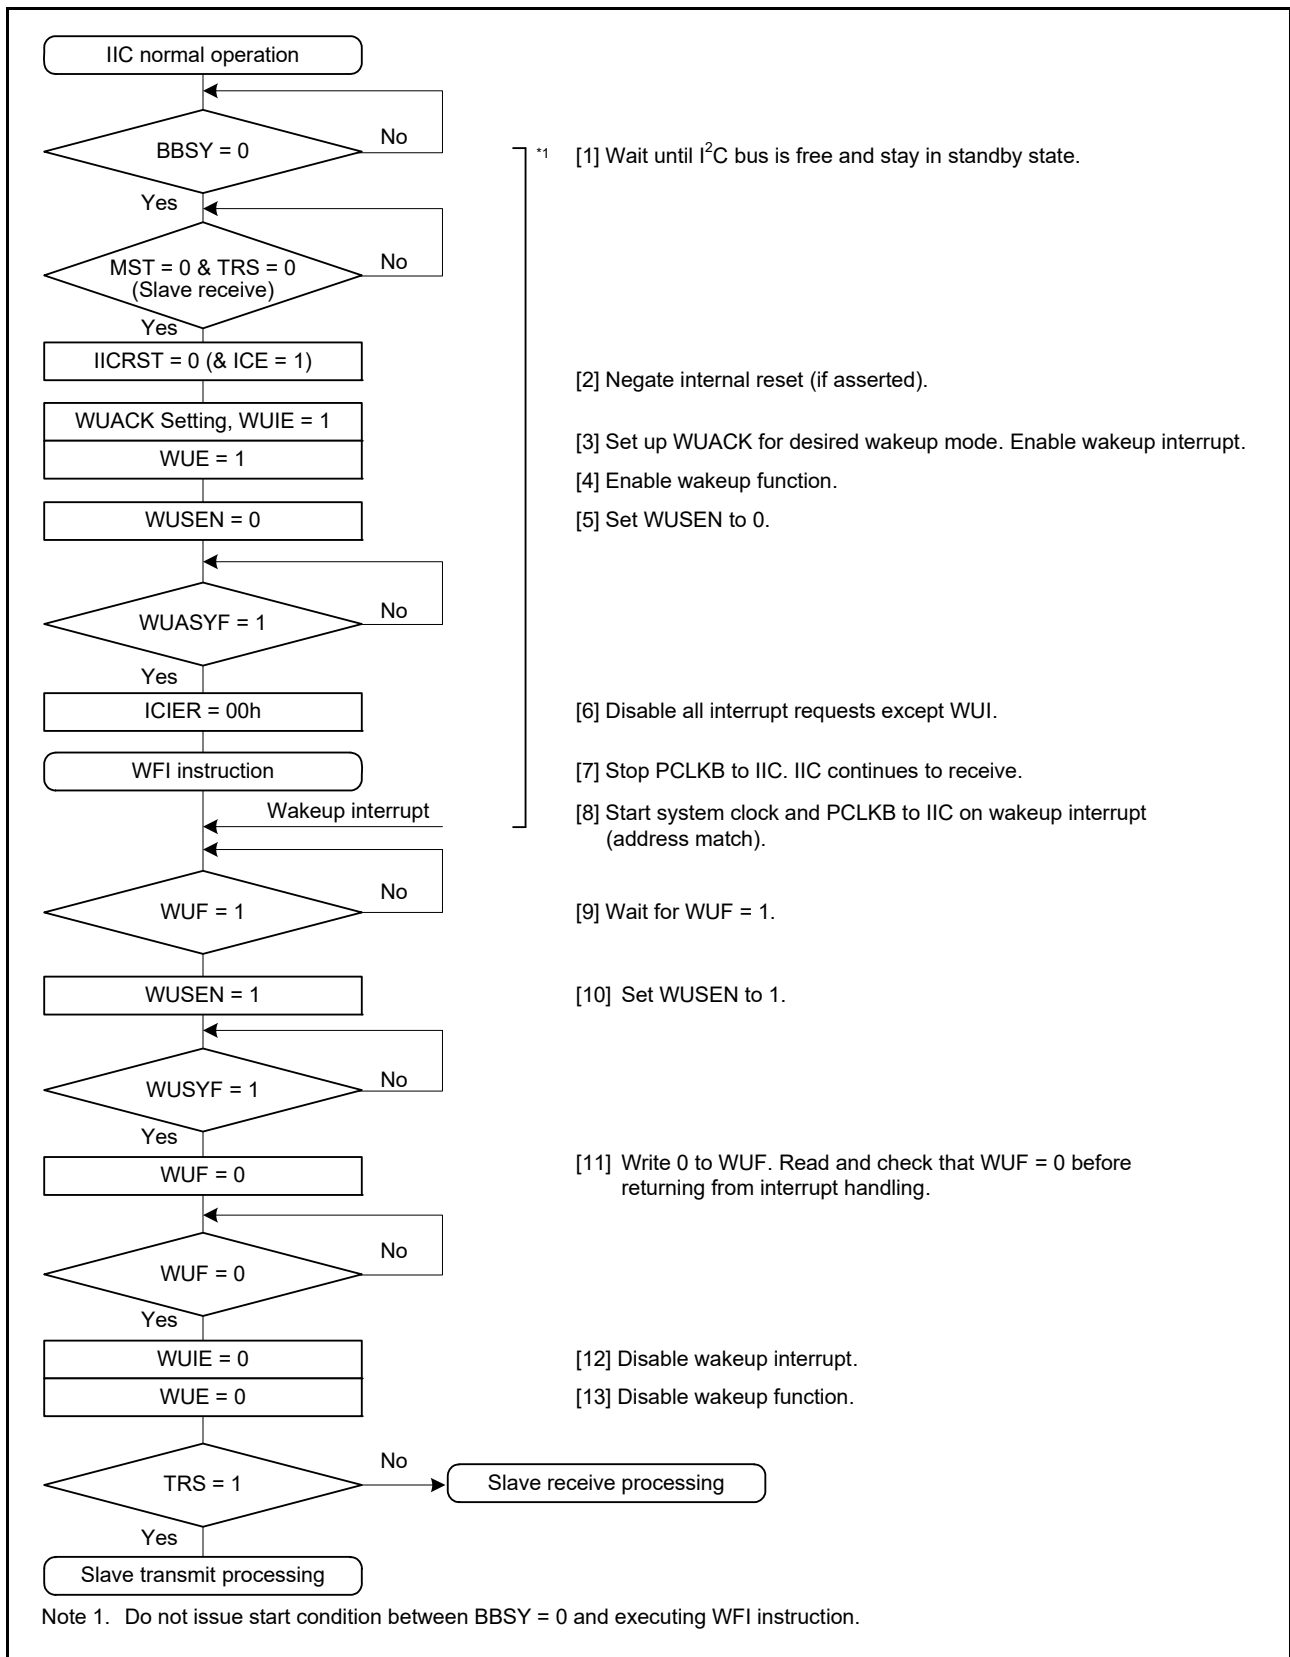 IIC normal operation
BBSY = 0
No
*1
[1] Wait until I²C bus is free and stay in standby state.
Yes
MST = 0 & TRS = 0
(Slave receive)
No
Yes
IICRST = 0 (& ICE = 1)
[2] Negate internal reset (if asserted).
WUACK Setting, WUIE = 1
[3] Set up WUACK for desired wakeup mode. Enable wakeup interrupt.
WUE = 1
[4] Enable wakeup function.
WUSEN = 0
[5] Set WUSEN to 0.
WUASYF = 1
No
Yes
ICIER = 00h
[6] Disable all interrupt requests except WUI.
WFI instruction
[7] Stop PCLKB to IIC. IIC continues to receive.
Wakeup interrupt
[8] Start system clock and PCLKB to IIC on wakeup interrupt
(address match).
WUF = 1
No
[9] Wait for WUF = 1.
WUSEN = 1
[10] Set WUSEN to 1.
WUSYF = 1
No
Yes
WUF = 0
[11] Write 0 to WUF. Read and check that WUF = 0 before
returning from interrupt handling.
WUF = 0
No
Yes
WUIE = 0
[12] Disable wakeup interrupt.
WUE = 0
[13] Disable wakeup function.
TRS = 1
No
Slave receive processing
Yes
Slave transmit processing
Note 1. Do not issue start condition between BBSY = 0 and executing WFI instruction.